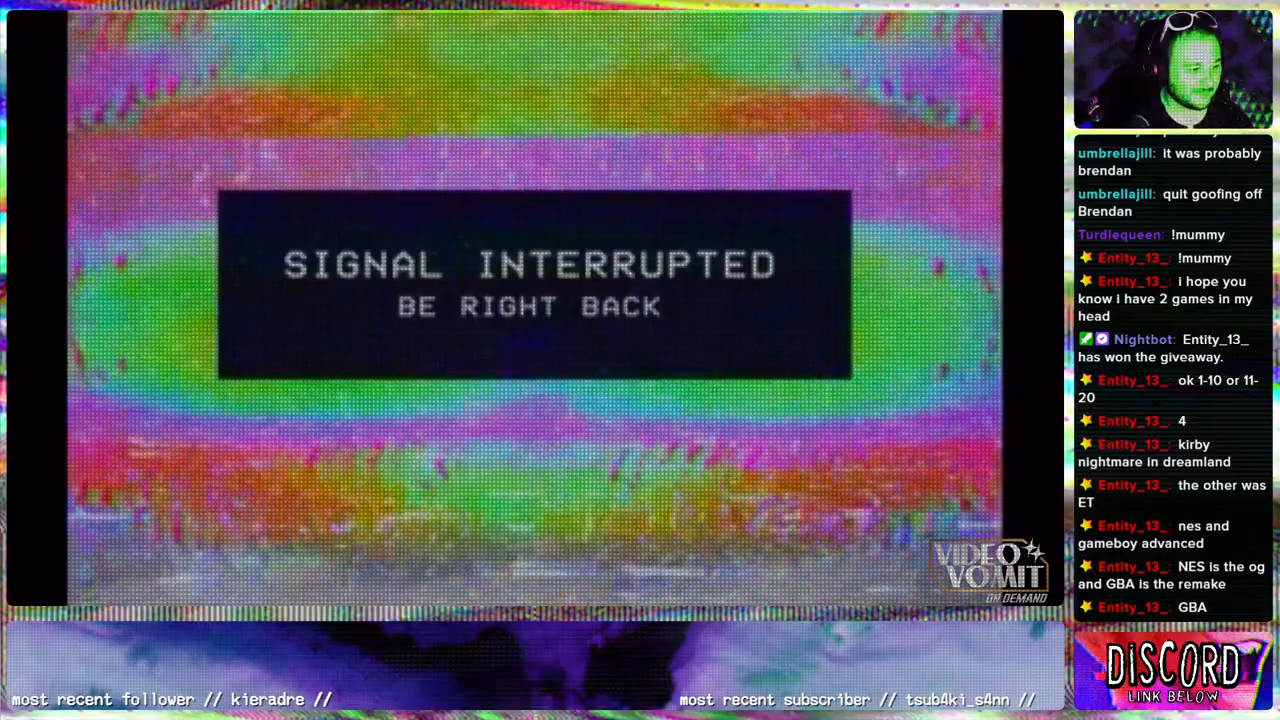 SIGNAL INTERRUPTED
BE RIGHT BACK
VIDEO
VOMIT
ON DEMAND
umbrellajill: it was probably
brendan
umbrellajill: quit goofing off
Brendan
Turdlequeen: !mummy
Entity_13_: !mummy
Entity_13_: i hope you
know i have 2 games in my
head
Nightbot: Entity_13_
has won the giveaway.
Entity_13_: ok 1-10 or 11-
20
Entity_13_: 4
Entity_13_: kirby
nightmare in dreamland
Entity_13_: the other was
ET
Entity_13_: nes and
gameboy advanced
Entity_13_: NES is the og
and GBA is the remake
Entity_13_: GBA
DISCORD
LINK BELOW
most recent follower // kieradre //
most recent subscriber // tsub4ki_s4nn //